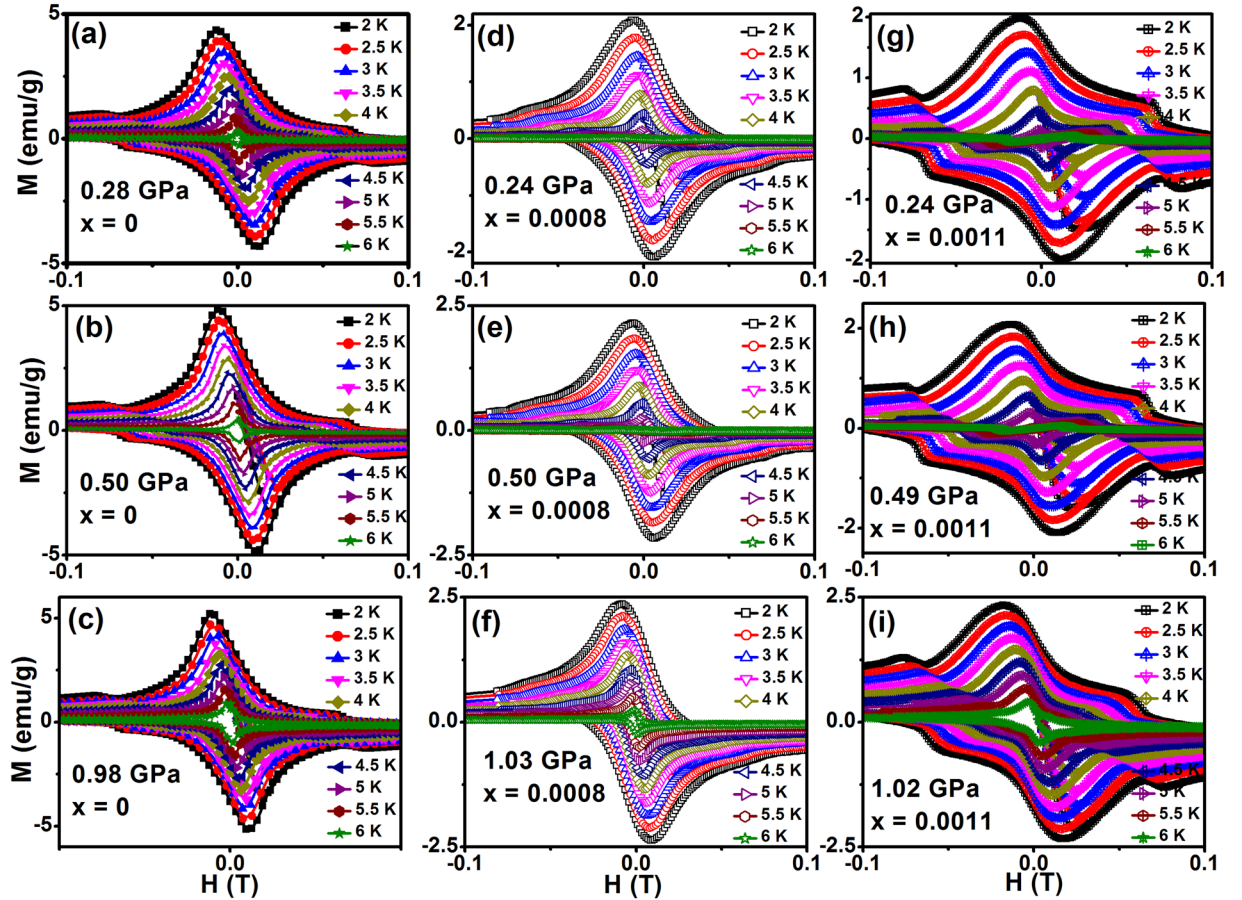 (a)
2 K
2.5 K
3 K
3.5 K
4 K
4.5 K
5 K
5.5 K
6 K
0.28 GPa
x = 0
M (emu/g)
5
0
-5
-0.1
0.0
0.1
(d)
2 K
2.5 K
3 K
3.5 K
4 K
4.5 K
5 K
5.5 K
6 K
0.24 GPa
x = 0.0008
2
0
-2
-0.1
0.0
0.1
(g)
2 K
2.5 K
3 K
3.5 K
4 K
5 K
5.5 K
6 K
0.24 GPa
x = 0.0011
2
1
0
-1
-2
-0.1
0.0
0.1
(b)
2 K
2.5 K
3 K
3.5 K
4 K
4.5 K
5 K
5.5 K
6 K
0.50 GPa
x = 0
M (emu/g)
5
0
-5
-0.1
0.0
0.1
(e)
2 K
2.5 K
3 K
3.5 K
4 K
4.5 K
5 K
5.5 K
6 K
0.50 GPa
x = 0.0008
2.5
0.0
-2.5
-0.1
0.0
0.1
(h)
2 K
2.5 K
3 K
3.5 K
4 K
4.5 K
5 K
5.5 K
6 K
0.49 GPa
x = 0.0011
2
0
-2
-0.1
0.0
0.1
(c)
2 K
2.5 K
3 K
3.5 K
4 K
4.5 K
5 K
5.5 K
6 K
0.98 GPa
x = 0
M (emu/g)
5
0
-5
0.0
H (T)
(f)
2 K
2.5 K
3 K
3.5 K
4 K
4.5 K
5 K
5.5 K
6 K
1.03 GPa
x = 0.0008
2.5
0.0
-2.5
-0.1
0.0
0.1
H (T)
(i)
2 K
2.5 K
3 K
3.5 K
4 K
4.5 K
5 K
5.5 K
6 K
1.02 GPa
x = 0.0011
2.5
0.0
-2.5
-0.1
0.0
0.1
H (T)